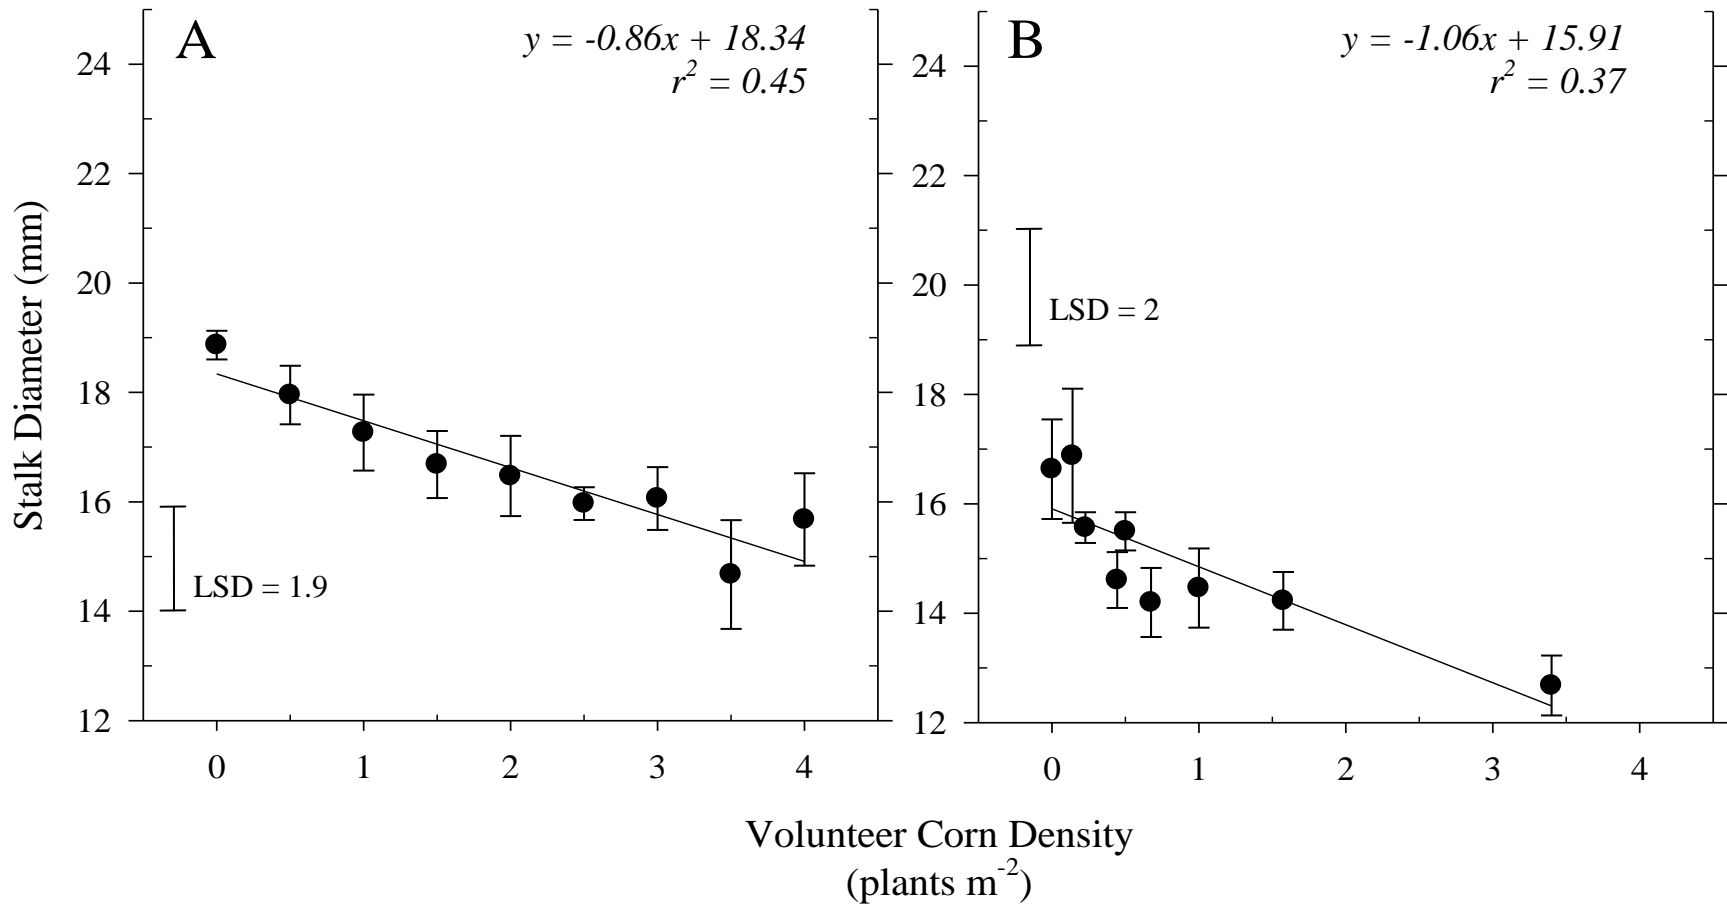 A
y = -0.86x + 18.34
r² = 0.45
B
y = -1.06x + 15.91
r² = 0.37
Stalk Diameter (mm)
24
22
20
18
16
14
12
LSD = 1.9
0 1 2 3 4
24
22
20
18
16
14
12
LSD = 2
0 1 2 3 4
Volunteer Corn Density
(plants m⁻²)